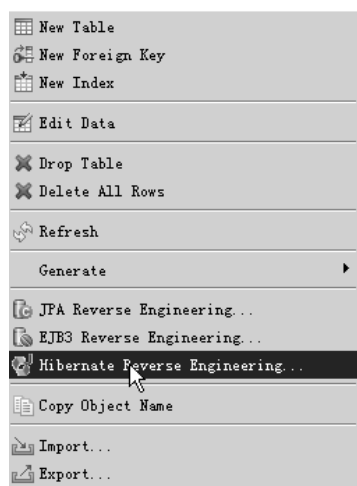 New Table
New Foreign Key
New Index
Edit Data
Drop Table
Delete All Rows
Refresh
Generate
JPA Reverse Engineering...
EJB3 Reverse Engineering...
Hibernate Reverse Engineering...
Copy Object Name
Import...
Export...